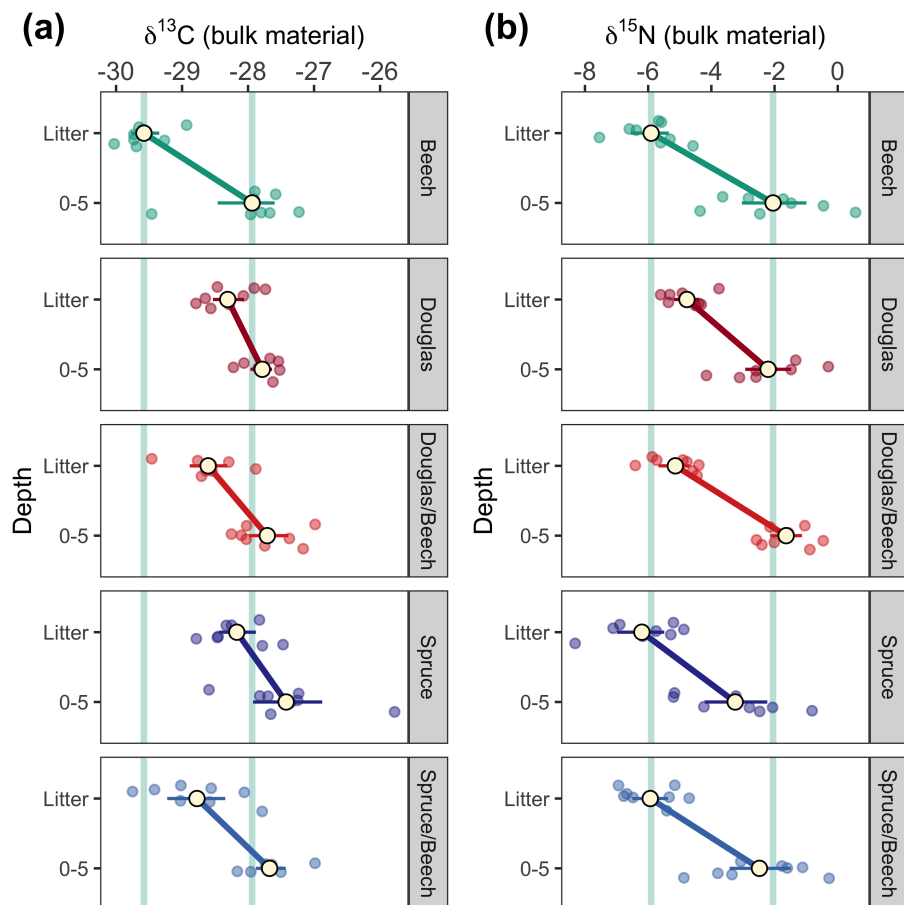 (a)
δ¹³C (bulk material)
-30 -29 -28 -27 -26
Depth
Litter
0-5
Beech
Litter
0-5
Douglas
Litter
0-5
Douglas/Beech
Litter
0-5
Spruce
Litter
0-5
Spruce/Beech
(b)
δ¹⁵N (bulk material)
-8 -6 -4 -2 0
Depth
Litter
0-5
Beech
Litter
0-5
Douglas
Litter
0-5
Douglas/Beech
Litter
0-5
Spruce
Litter
0-5
Spruce/Beech